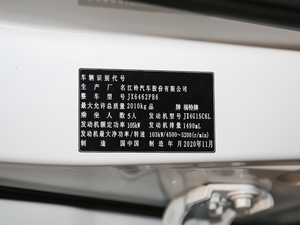 车辆识别代号
生产厂名 江铃汽车股份有限公司
整车型号 JX6462PB6
最大允许总质量 2010kg 品牌 福特牌
乘坐人数 5人 发动机型号 JX4G15C6L
发动机额定功率 105kW 发动机排量 1490mL
发动机最大净功率/转速 103kW/4500-5200(r/min)
制造国 中国 制造年月 2020年11月